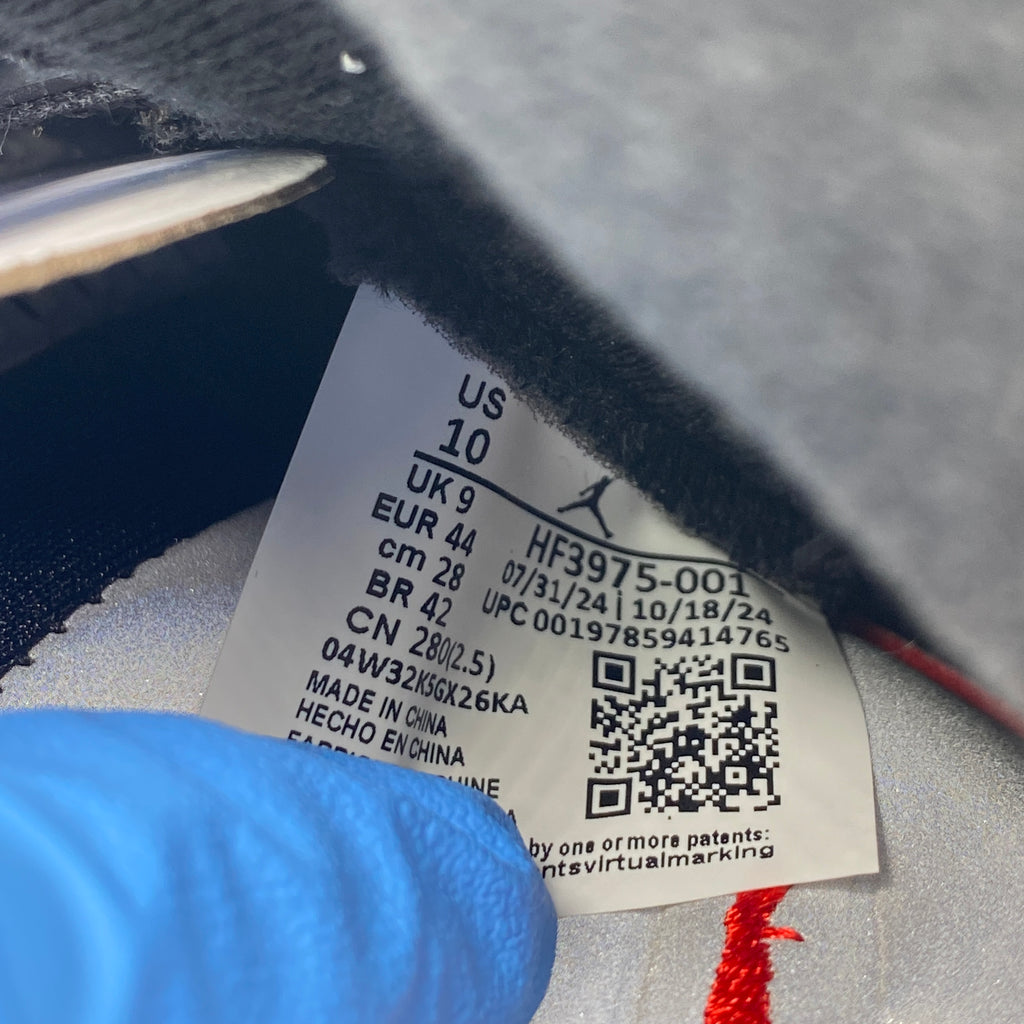 US
10
UK 9
EUR 44
cm 28
BR 42
CN 280(2.5)
04W32K5GX26KA
MADE IN CHINA
HECHO EN CHINA
HF3975-001
07/31/24 | 10/18/24
UPC 00197859414765
by one or more patents: